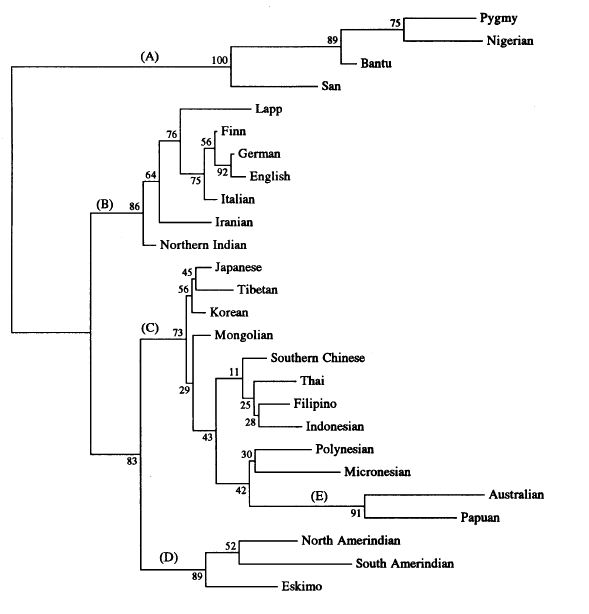 75 Pygmy
(A) 89 Nigerian
100 Bantu
San
Lapp
76 Finn
56 German
92 English
64 75
Italian
(B) 86 Iranian
Northern Indian
45 Japanese
56 Tibetan
Korean
(C) 73 Mongolian
11 Southern Chinese
29 25 Thai
Filipino
43 28 Indonesian
30 Polynesian
83 Micronesian
42 (E) Australian
91 Papuan
52 North Amerindian
(D) South Amerindian
89 Eskimo